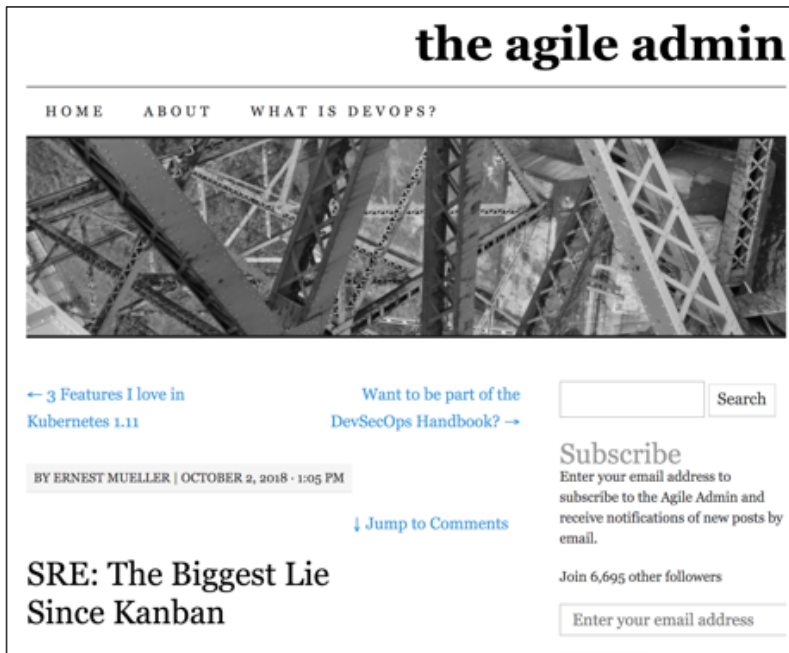 the agile admin
HOME ABOUT WHAT IS DEVOPS?
← 3 Features I love in
Kubernetes 1.11
Want to be part of the
DevSecOps Handbook? →
BY ERNEST MUELLER | OCTOBER 2, 2018 · 1:05 PM
↓ Jump to Comments
SRE: The Biggest Lie
Since Kanban
Search
Subscribe
Enter your email address to
subscribe to the Agile Admin and
receive notifications of new posts by
email.
Join 6,695 other followers
Enter your email address